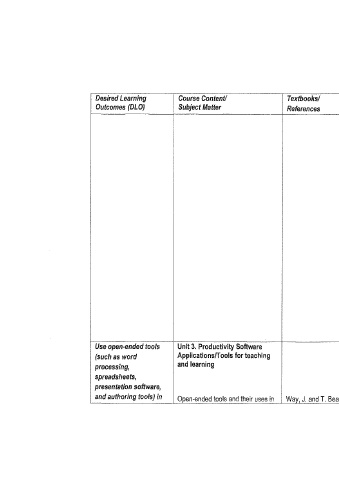 Desired Learning
Outcomes (DLO)
Course Content/
Subject Matter
Textbooks/
References
Use open-ended tools
(such as word
processing,
spreadsheets,
presentation software,
and authoring tools) in
Unit 3. Productivity Software
Applications/Tools for teaching
and learning
Open-ended tools and their uses in
Way, J. and T. Bea